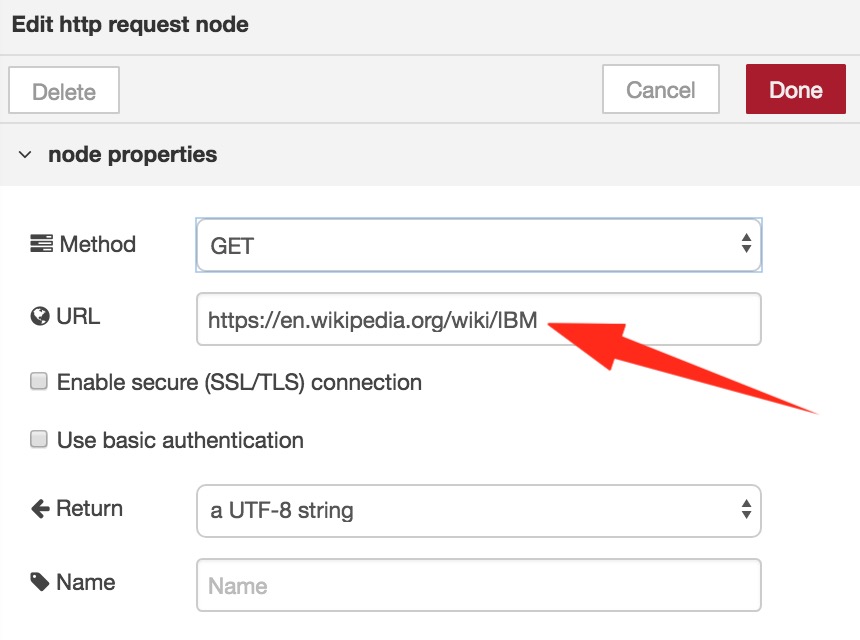 Edit http request node
Delete Cancel Done
node properties
Method GET
URL https://en.wikipedia.org/wiki/IBM
Enable secure (SSL/TLS) connection
Use basic authentication
Return a UTF-8 string
Name Name